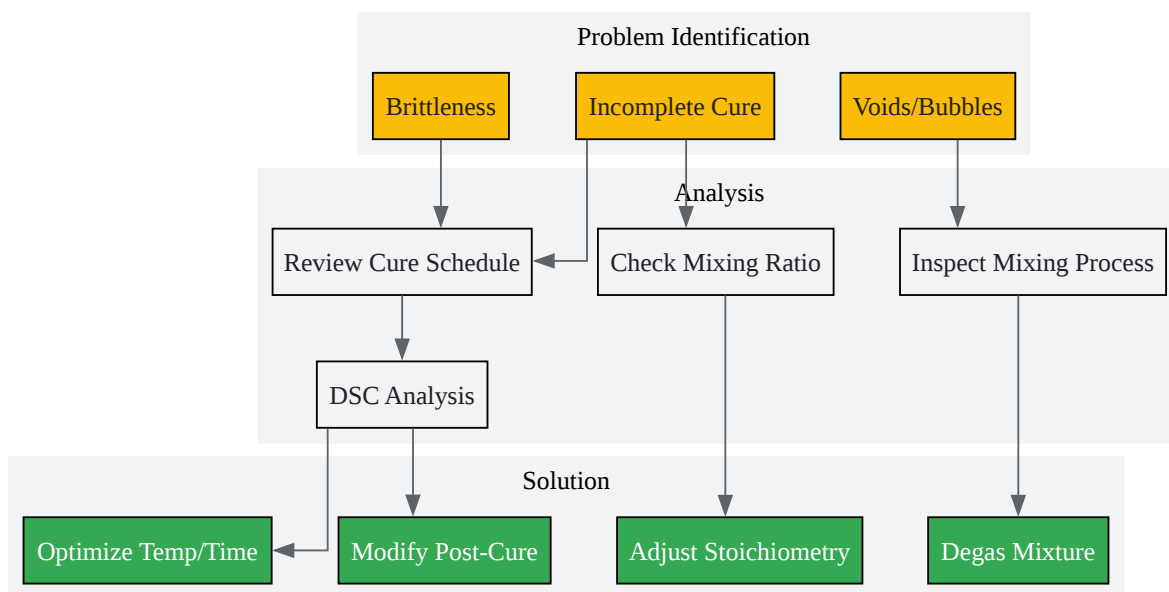 Problem Identification
Brittleness
Incomplete Cure
Voids/Bubbles
Analysis
Review Cure Schedule
Check Mixing Ratio
Inspect Mixing Process
DSC Analysis
Solution
Optimize Temp/Time
Modify Post-Cure
Adjust Stoichiometry
Degas Mixture